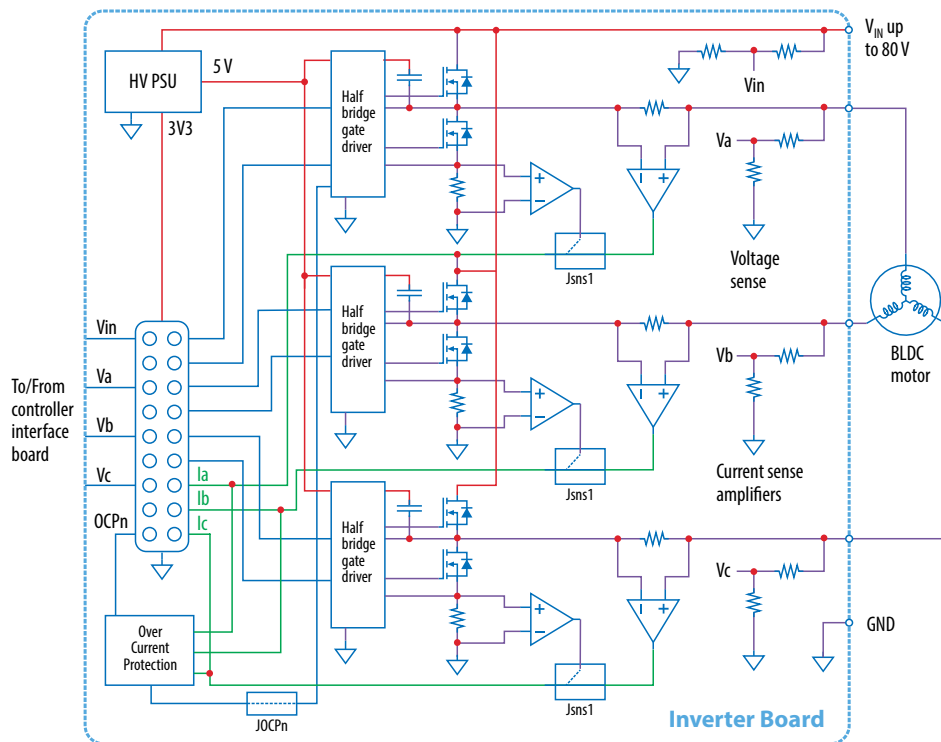 V_IN up
to 80 V
HV PSU
5 V
3V3
Half
bridge
gate
driver
Vin
Va
Voltage
sense
Jsns1
BLDC
motor
Half
bridge
gate
driver
Vb
Current sense
amplifiers
Jsns1
To/From
controller
interface
board
Vin
Va
Vb
Vc
OCPn
Ia
Ib
Ic
Half
bridge
gate
driver
Vc
GND
Jsns1
Over
Current
Protection
JOCPn
Inverter Board
+
−
−
+
+
−
−
+
+
−
−
+